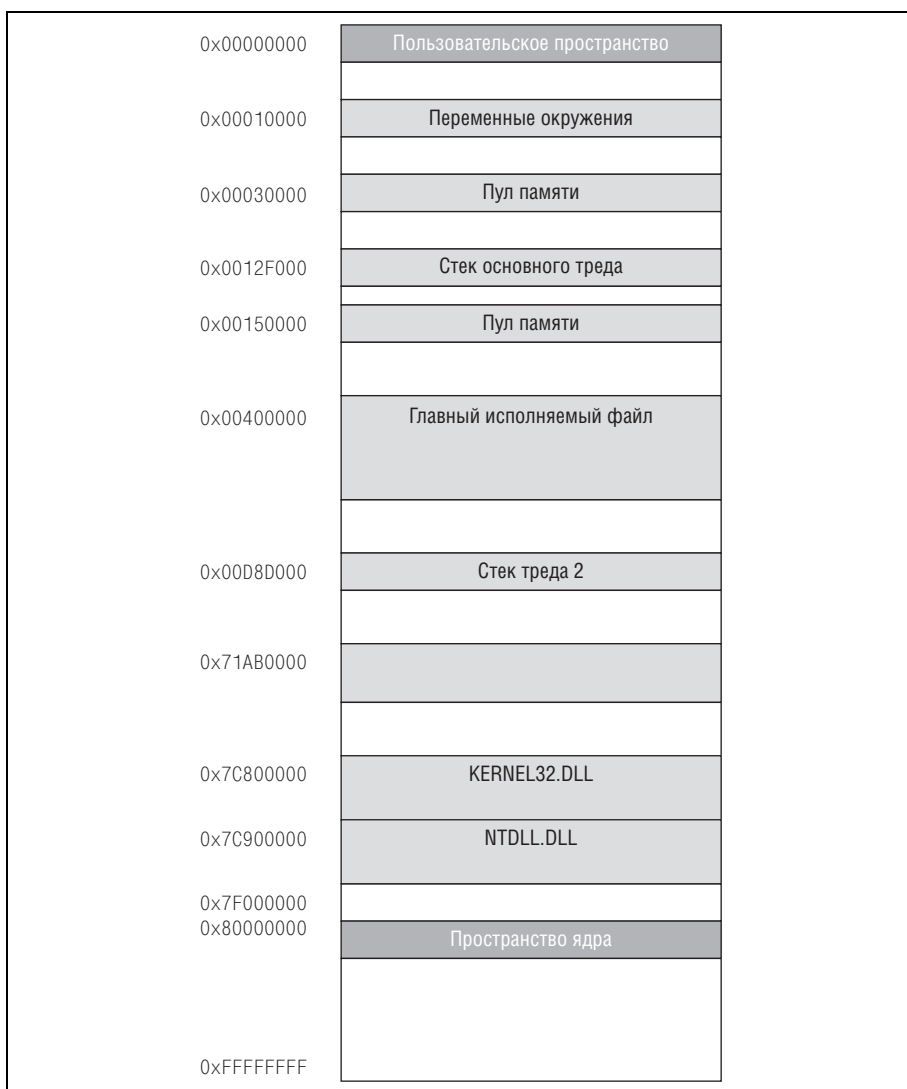 0x00000000 Пользовательское пространство
0x00010000 Переменные окружения
0x00030000 Пул памяти
0x0012F000 Стек основного треда
0x00150000 Пул памяти
0x00400000 Главный исполняемый файл
0x00D8D000 Стек треда 2
0x71AB0000
0x7C800000 KERNEL32.DLL
0x7C900000 NTDLL.DLL
0x7F000000
0x80000000 Пространство ядра
0xFFFFFFFF